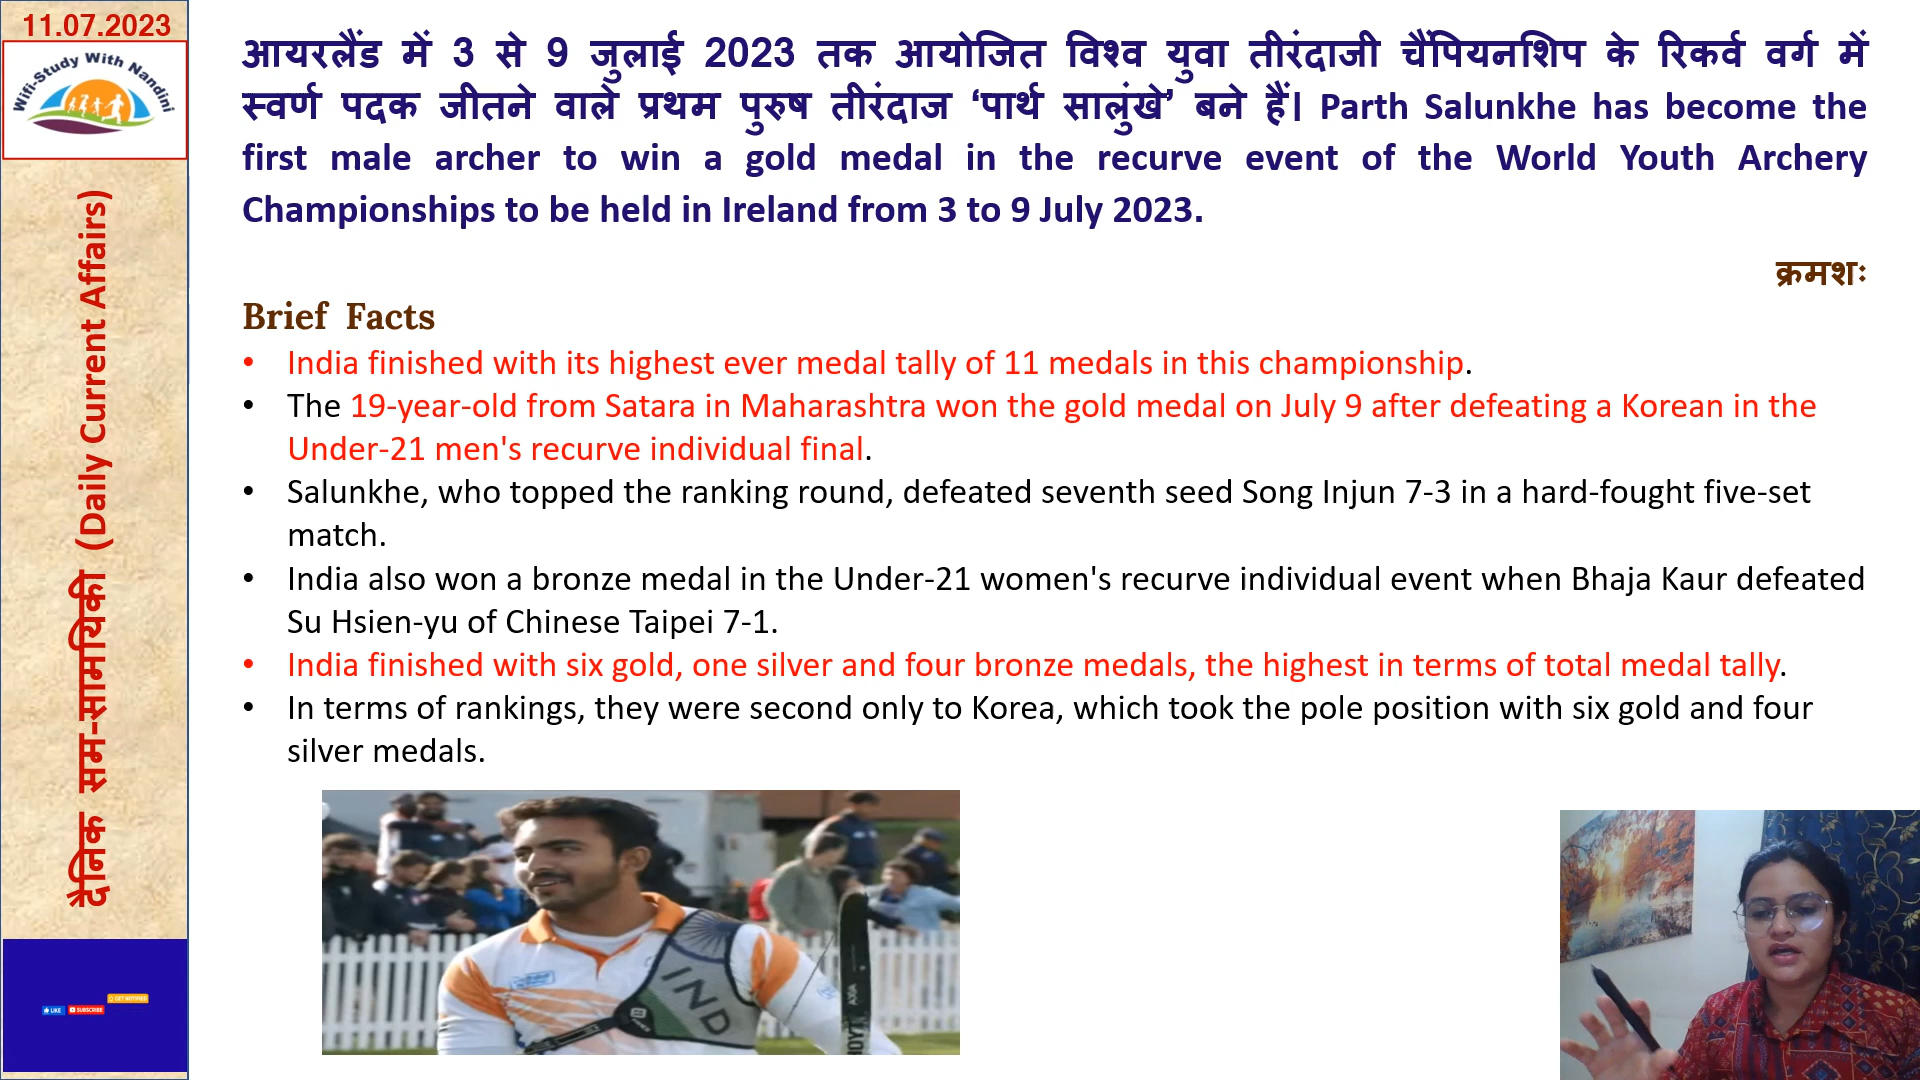 11.07.2023
Wifi-Study With Nandini
दैनिक सम-सामयिकी (Daily Current Affairs)
LIKE
SUBSCRIBE
GET NOTIFIED
आयरलैंड में 3 से 9 जुलाई 2023 तक आयोजित विश्व युवा तीरंदाजी चैंपियनशिप के रिकर्व वर्ग में
स्वर्ण पदक जीतने वाले प्रथम पुरुष तीरंदाज ‘पार्थ सालुंखे’ बने हैं| Parth Salunkhe has become the
first male archer to win a gold medal in the recurve event of the World Youth Archery
Championships to be held in Ireland from 3 to 9 July 2023.
क्रमशः
Brief Facts
• India finished with its highest ever medal tally of 11 medals in this championship.
• The 19-year-old from Satara in Maharashtra won the gold medal on July 9 after defeating a Korean in the
Under-21 men's recurve individual final.
• Salunkhe, who topped the ranking round, defeated seventh seed Song Injun 7-3 in a hard-fought five-set
match.
• India also won a bronze medal in the Under-21 women's recurve individual event when Bhaja Kaur defeated
Su Hsien-yu of Chinese Taipei 7-1.
• India finished with six gold, one silver and four bronze medals, the highest in terms of total medal tally.
• In terms of rankings, they were second only to Korea, which took the pole position with six gold and four
silver medals.
IND
AXIA
HOYT